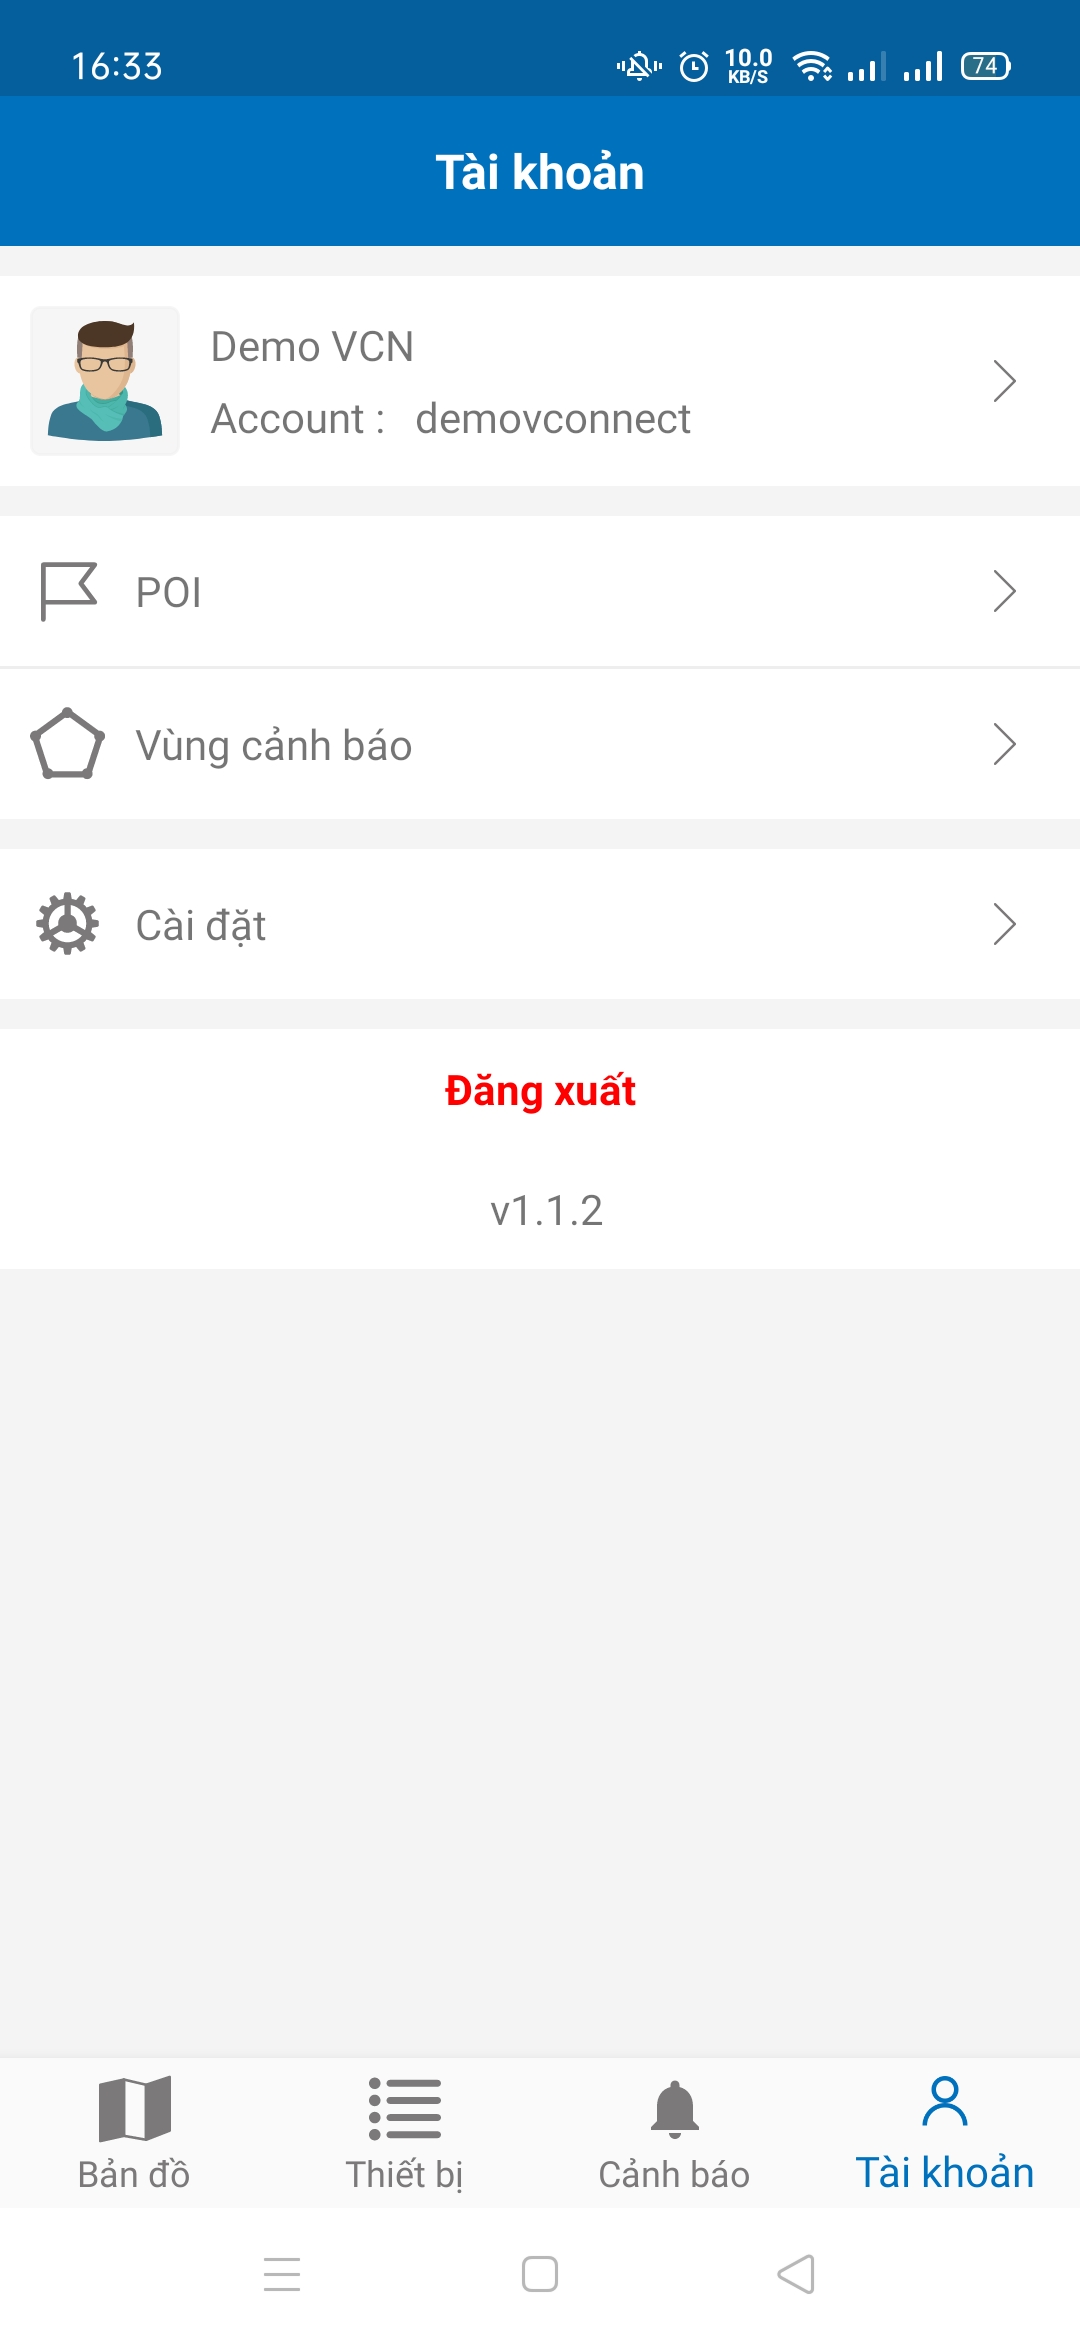 16:33
10.0
KB/S
74
Tài khoản
Demo VCN
Account : demovconnect
POI
Vùng cảnh báo
Cài đặt
Đăng xuất
v1.1.2
Bản đồ
Thiết bị
Cảnh báo
Tài khoản